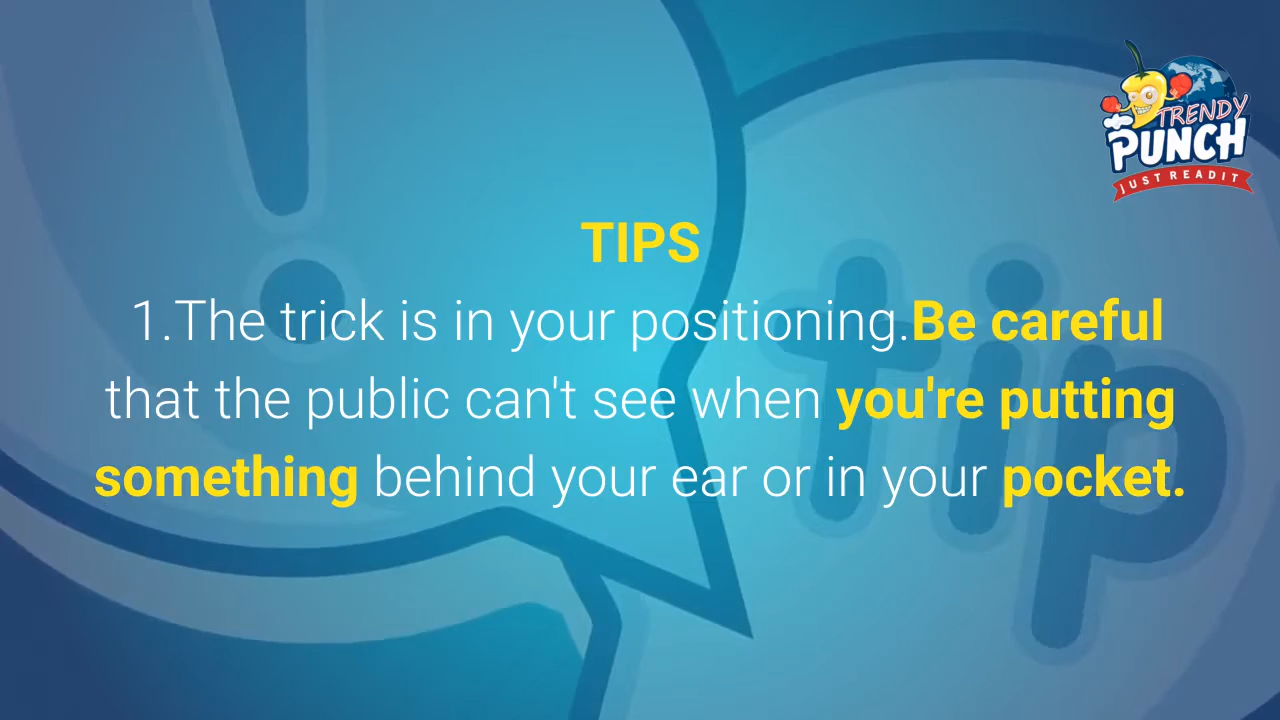 TRENDY
PUNCH
JUST READIT
TIPS
1.The trick is in your positioning.Be careful
that the public can't see when you're putting
something behind your ear or in your pocket.
tip